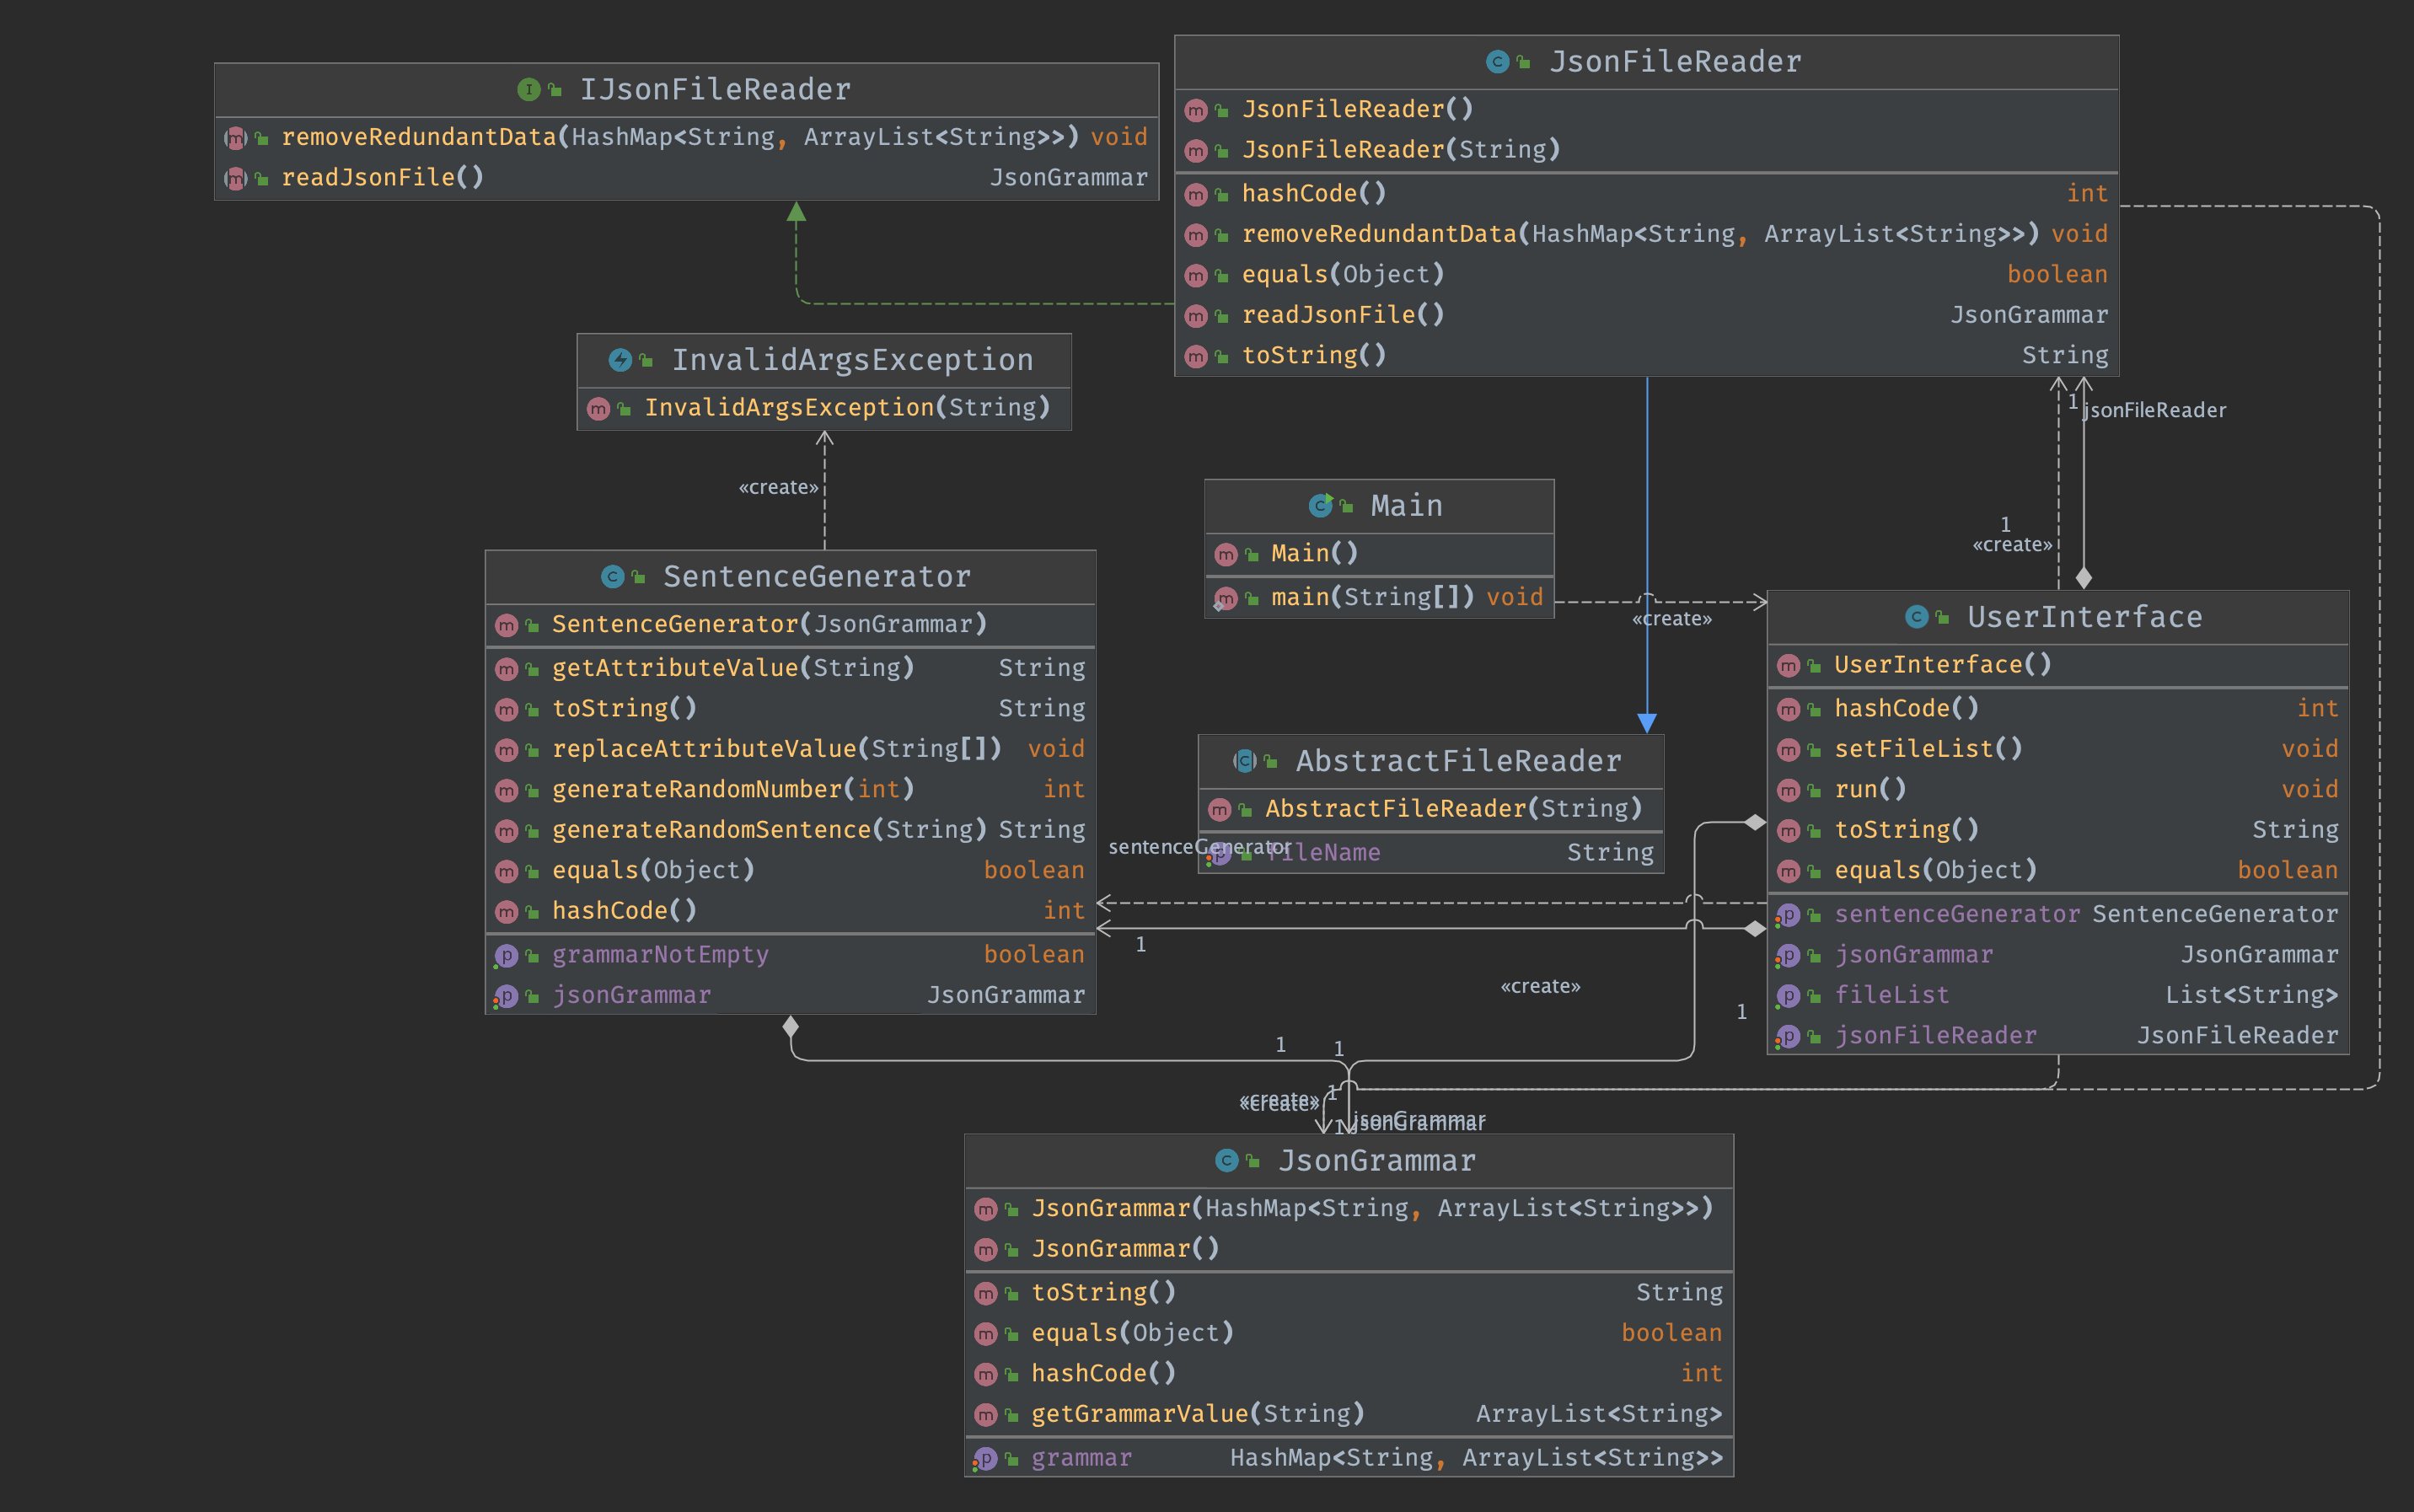 IJsonFileReader
removeRedundantData(HashMap<String, ArrayList<String>>) void
readJsonFile() JsonGrammar
JsonFileReader
JsonFileReader()
JsonFileReader(String)
hashCode() int
removeRedundantData(HashMap<String, ArrayList<String>>) void
equals(Object) boolean
readJsonFile() JsonGrammar
toString() String
InvalidArgsException
InvalidArgsException(String)
1
jsonFileReader
«create»
1
«create»
Main
Main()
main(String[]) void
«create»
SentenceGenerator
SentenceGenerator(JsonGrammar)
getAttributeValue(String) String
toString() String
replaceAttributeValue(String[]) void
generateRandomNumber(int) int
generateRandomSentence(String) String
equals(Object) boolean
hashCode() int
grammarNotEmpty boolean
jsonGrammar JsonGrammar
AbstractFileReader
AbstractFileReader(String)
fileName String
sentenceGenerator
UserInterface
UserInterface()
hashCode() int
setFileList() void
run() void
toString() String
equals(Object) boolean
sentenceGenerator SentenceGenerator
jsonGrammar JsonGrammar
fileList List<String>
jsonFileReader JsonFileReader
1
«create»
1
1
1
«create»
«create»
1
1
jsonGrammar
jsonGrammar
JsonGrammar
JsonGrammar(HashMap<String, ArrayList<String>>)
JsonGrammar()
toString() String
equals(Object) boolean
hashCode() int
getGrammarValue(String) ArrayList<String>
grammar HashMap<String, ArrayList<String>>